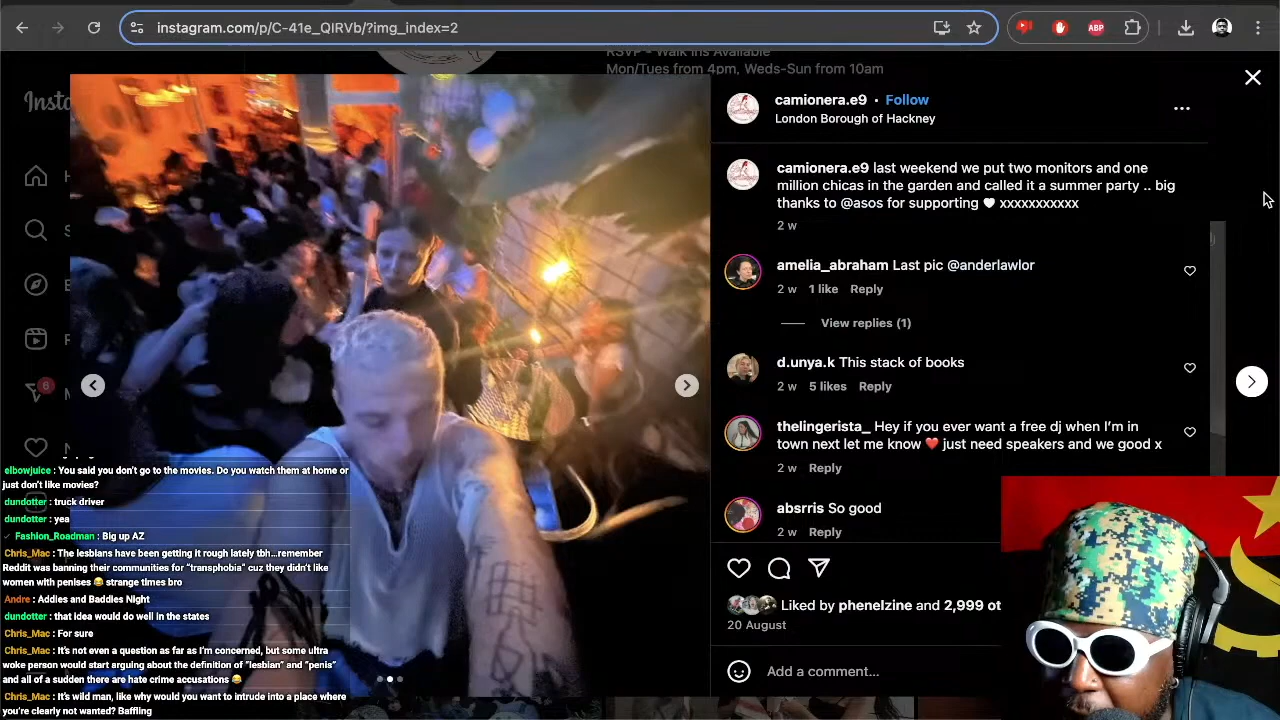 instagram.com/p/C-41e_QIRVb/?img_index=2
ABP
RSVP - Walk Ins Available
Mon/Tues from 4pm, Weds-Sun from 10am
Insta
camionera.e9 • Follow
London Borough of Hackney
camionera.e9 last weekend we put two monitors and one
million chicas in the garden and called it a summer party .. big
thanks to @asos for supporting 🤍 xxxxxxxxxxx
2 w
amelia_abraham Last pic @anderlawlor
2 w 1 like Reply
View replies (1)
d.unya.k This stack of books
2 w 5 likes Reply
thelingerista_ Hey if you ever want a free dj when I'm in
town next let me know ❤️ just need speakers and we good x
2 w Reply
absrris So good
2 w Reply
Liked by phenelzine and 2,999 ot
20 August
Add a comment...
6
elbowjuice : You said you don't go to the movies. Do you watch them at home or
just don't like movies?
dundotter : truck driver
dundotter : yea
Fashion_Roadman : Big up AZ
Chris_Mac : The lesbians have been getting it rough lately tbh...remember
Reddit was banning their communities for "transphobia" cuz they didn't like
women with penises 😂 strange times bro
Andre : Addies and Baddies Night
dundotter : that idea would do well in the states
Chris_Mac : For sure
Chris_Mac : It's not even a question as far as I'm concerned, but some ultra
woke person would start arguing about the definition of "lesbian" and "penis"
and all of a sudden there are hate crime accusations 😂
Chris_Mac : It's wild man, like why would you want to intrude into a place where
you're clearly not wanted? Baffling